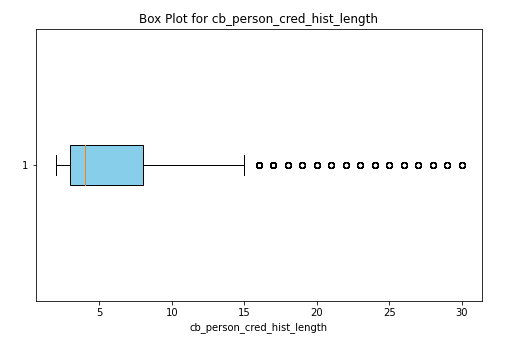 Box Plot for cb_person_cred_hist_length
1
5 10 15 20 25 30
cb_person_cred_hist_length